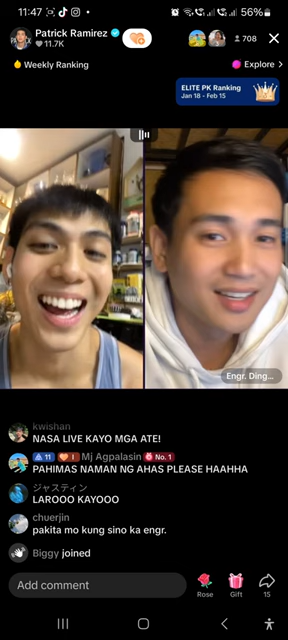 11:47
56%
Patrick Ramirez
11.7K
708
Weekly Ranking
Explore >
ELITE PK Ranking
Jan 18 - Feb 15
Engr. Ding...
kwishan
NASA LIVE KAYO MGA ATE!
11 I Mj Agpalasin No. 1
PAHIMAS NAMAN NG AHAS PLEASE HAAHHA
ジャスティン
LAROOO KAYOOO
chuerjin
pakita mo kung sino ka engr.
Biggy joined
Add comment
Rose
Gift
15